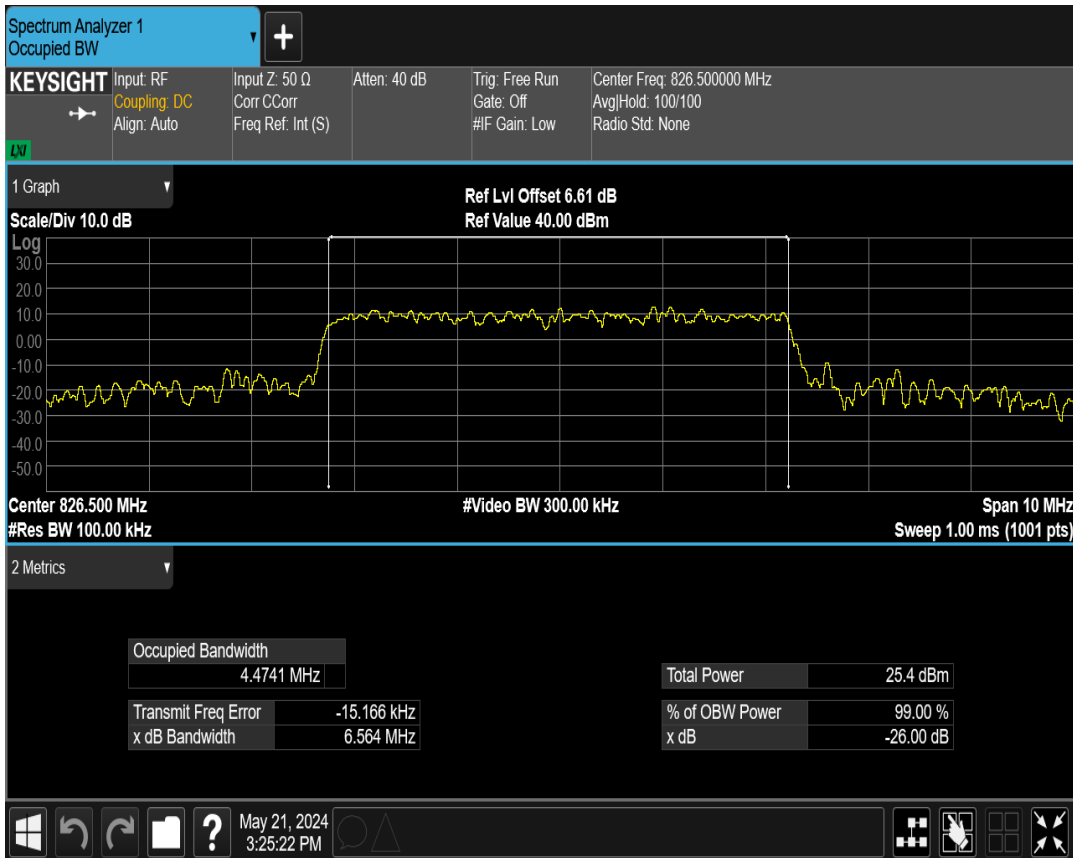 Spectrum Analyzer 1
Occupied BW
+
KEYSIGHT
LXI
Input: RF
Coupling: DC
Align: Auto
Input Z: 50 Ω
Corr CCorr
Freq Ref: Int (S)
Atten: 40 dB
Trig: Free Run
Gate: Off
#IF Gain: Low
Center Freq: 826.500000 MHz
Avg|Hold: 100/100
Radio Std: None
1 Graph
Scale/Div 10.0 dB
Ref Lvl Offset 6.61 dB
Ref Value 40.00 dBm
Log
30.0
20.0
10.0
0.00
-10.0
-20.0
-30.0
-40.0
-50.0
Center 826.500 MHz
#Video BW 300.00 kHz
Span 10 MHz
#Res BW 100.00 kHz
Sweep 1.00 ms (1001 pts)
2 Metrics
Occupied Bandwidth
4.4741 MHz
Total Power 25.4 dBm
Transmit Freq Error -15.166 kHz
% of OBW Power 99.00 %
x dB Bandwidth 6.564 MHz
x dB -26.00 dB
?
May 21, 2024
3:25:22 PM